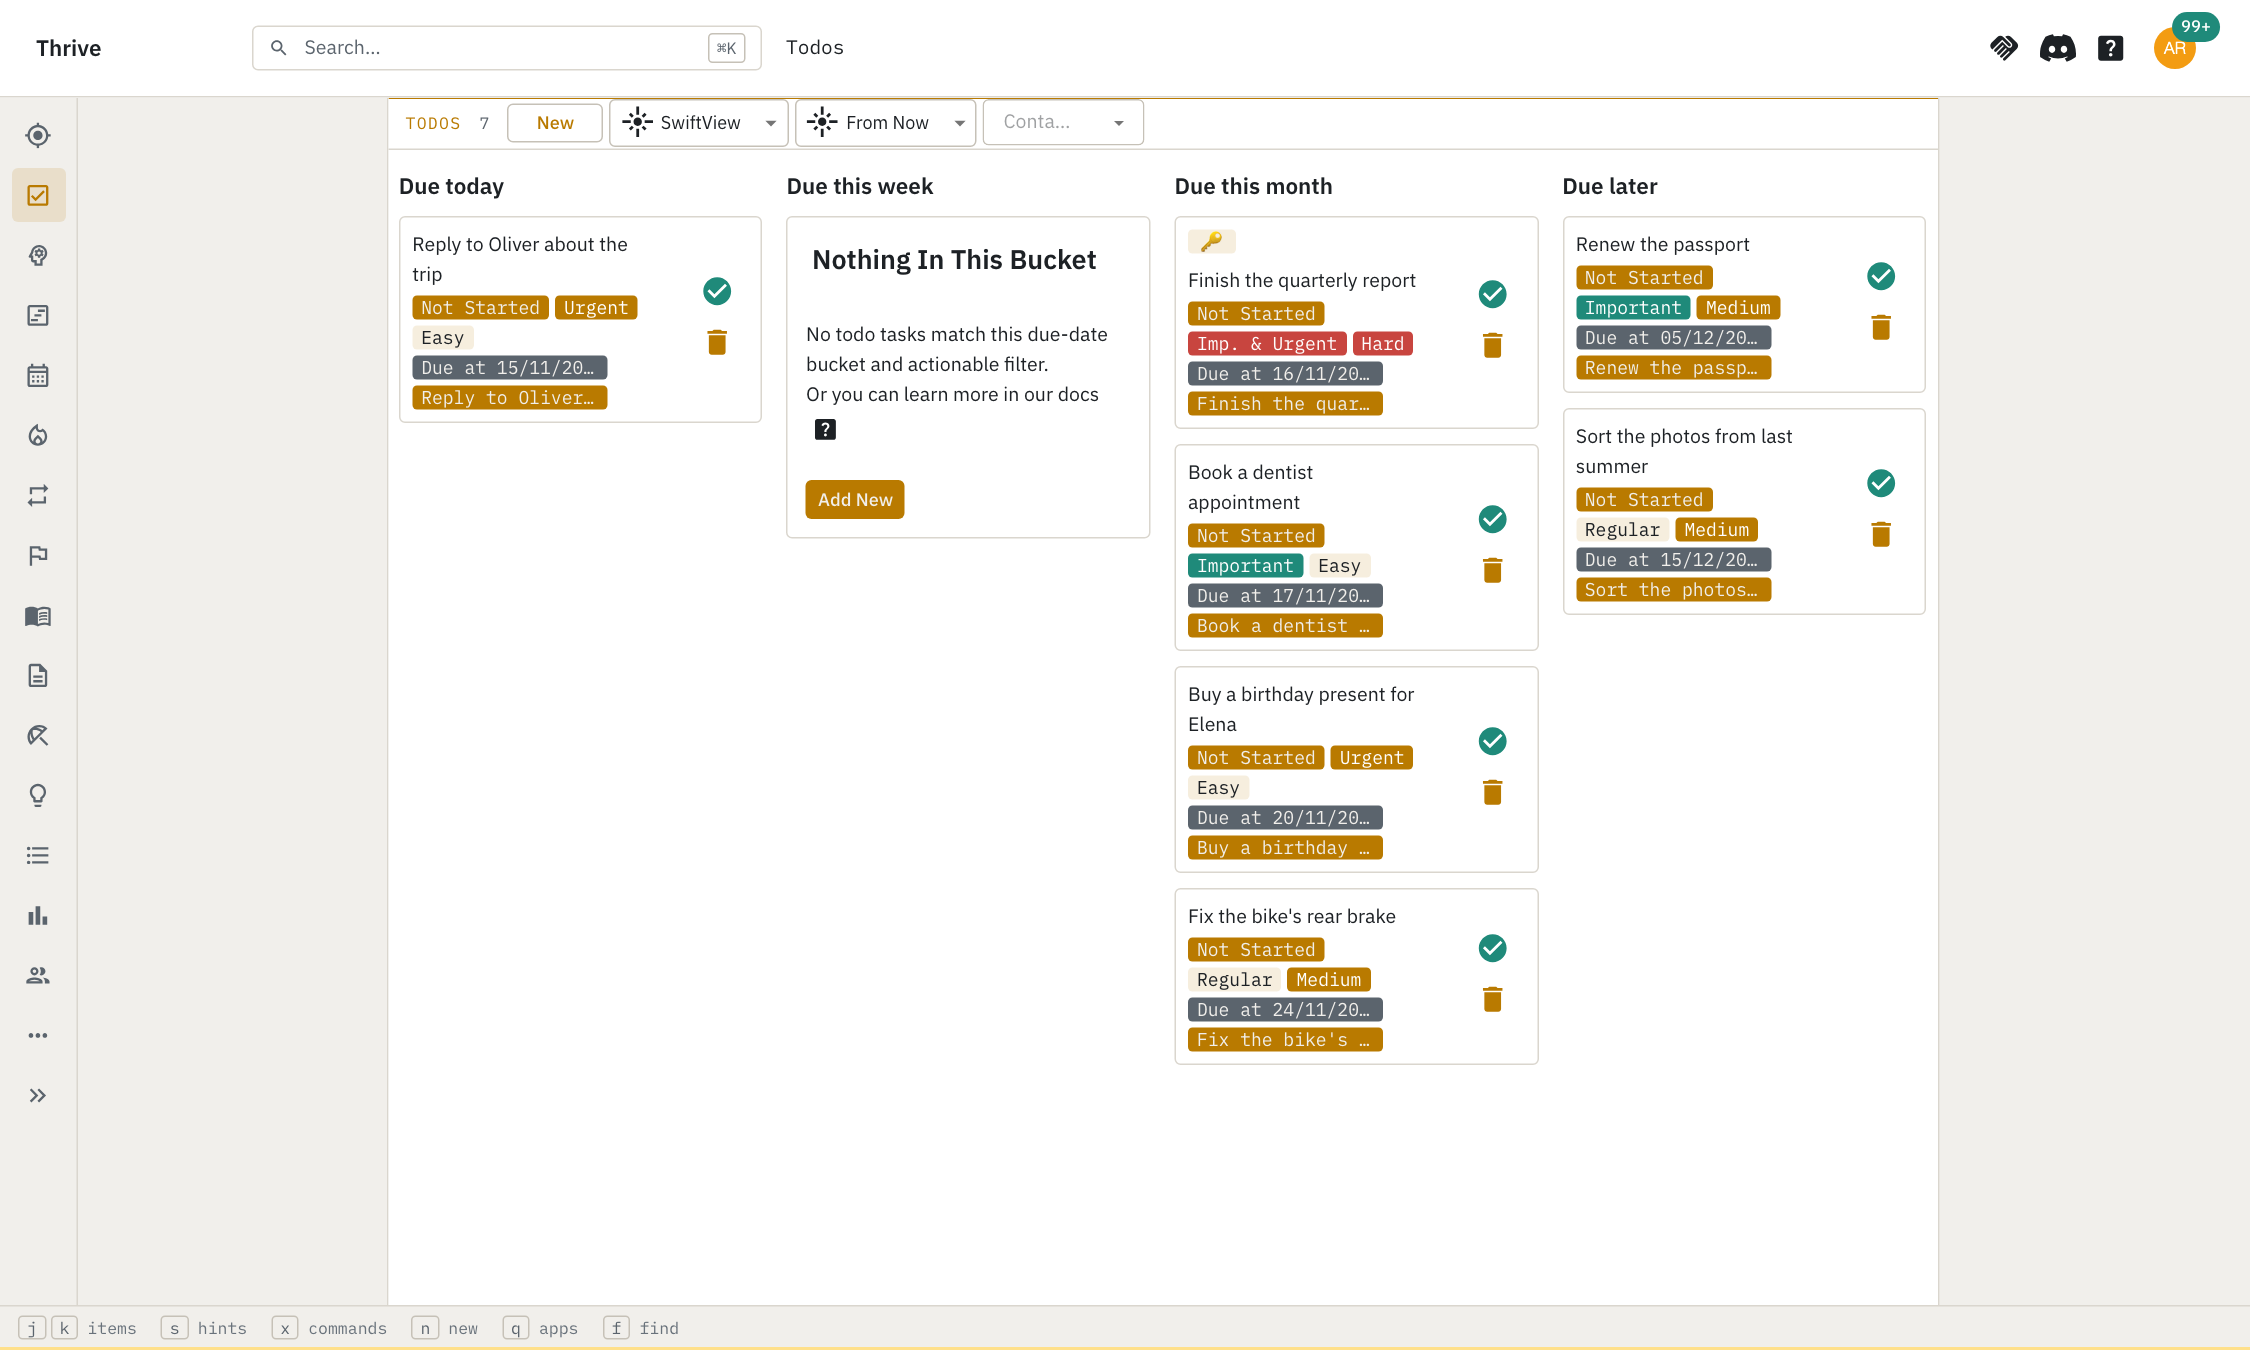 Thrive
Search...
⌘K
Todos
?
AR
99+
TODOS 7
New
SwiftView
From Now
Conta...
Due today
Reply to Oliver about the
trip
Not Started Urgent
Easy
Due at 15/11/20…
Reply to Oliver…
Due this week
Nothing In This Bucket
No todo tasks match this due-date
bucket and actionable filter.
Or you can learn more in our docs
?
Add New
Due this month
Finish the quarterly report
Not Started
Imp. & Urgent Hard
Due at 16/11/20…
Finish the quar…
Book a dentist
appointment
Not Started
Important Easy
Due at 17/11/20…
Book a dentist …
Buy a birthday present for
Elena
Not Started Urgent
Easy
Due at 20/11/20…
Buy a birthday …
Fix the bike's rear brake
Not Started
Regular Medium
Due at 24/11/20…
Fix the bike's …
Due later
Renew the passport
Not Started
Important Medium
Due at 05/12/20…
Renew the passp…
Sort the photos from last
summer
Not Started
Regular Medium
Due at 15/12/20…
Sort the photos…
j k items s hints x commands n new q apps f find